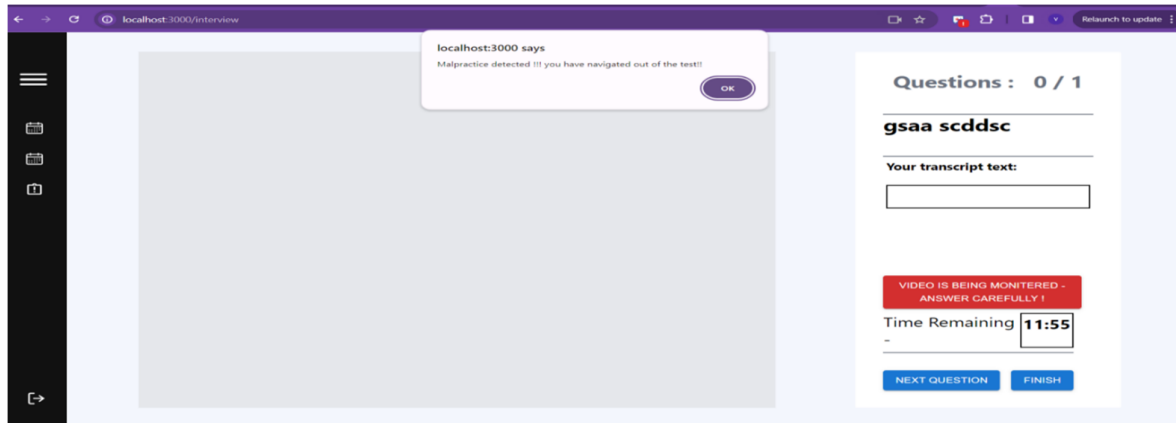 localhost:3000/interview
Relaunch to update
localhost:3000 says
Malpractice detected !!! you have navigated out of the test!!
OK
Questions : 0 / 1
gsaa scddsc
Your transcript text:
VIDEO IS BEING MONITERED -
ANSWER CAREFULLY !
Time Remaining 11:55
-
NEXT QUESTION FINISH